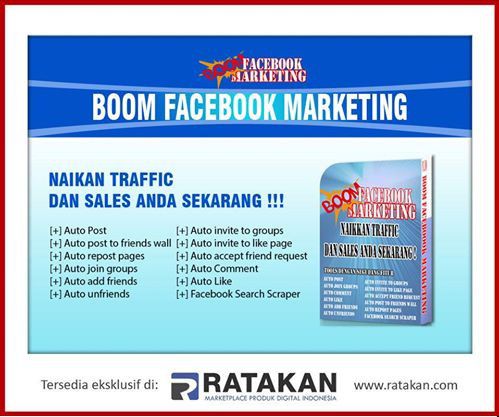 BOOM FACEBOOK
MARKETING
BOOM FACEBOOK MARKETING
NAIKAN TRAFFIC
DAN SALES ANDA SEKARANG !!!
[+] Auto Post
[+] Auto post to friends wall
[+] Auto repost pages
[+] Auto join groups
[+] Auto add friends
[+] Auto unfriends
[+] Auto invite to groups
[+] Auto invite to like page
[+] Auto accept friend request
[+] Auto Comment
[+] Auto Like
[+] Facebook Search Scraper
BOOM FACEBOOK
MARKETING
NAIKKAN TRAFFIC
DAN SALES ANDA SEKARANG !
TOOLS DENGAN SEGUDANG FITUR
AUTO POST
AUTO JOIN GROUPS
AUTO COMMENT
AUTO LIKE
AUTO ADD FRIENDS
AUTO UNFRIENDS
AUTO INVITE TO GROUPS
AUTO INVITE TO LIKE PAGE
AUTO ACCEPT FRIEND REQUEST
AUTO POST TO FRIENDS WALL
AUTO REPOST PAGES
FACEBOOK SEARCH SCRAPER
BOOM FACEBOOK MARKETING
Tersedia eksklusif di:
RATAKAN
MARKETPLACE PRODUK DIGITAL INDONESIA
www.ratakan.com